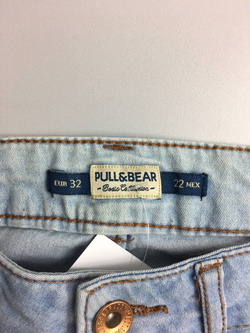 PULL&BEAR
EUR 32
- Basic Collection -
22 MEX